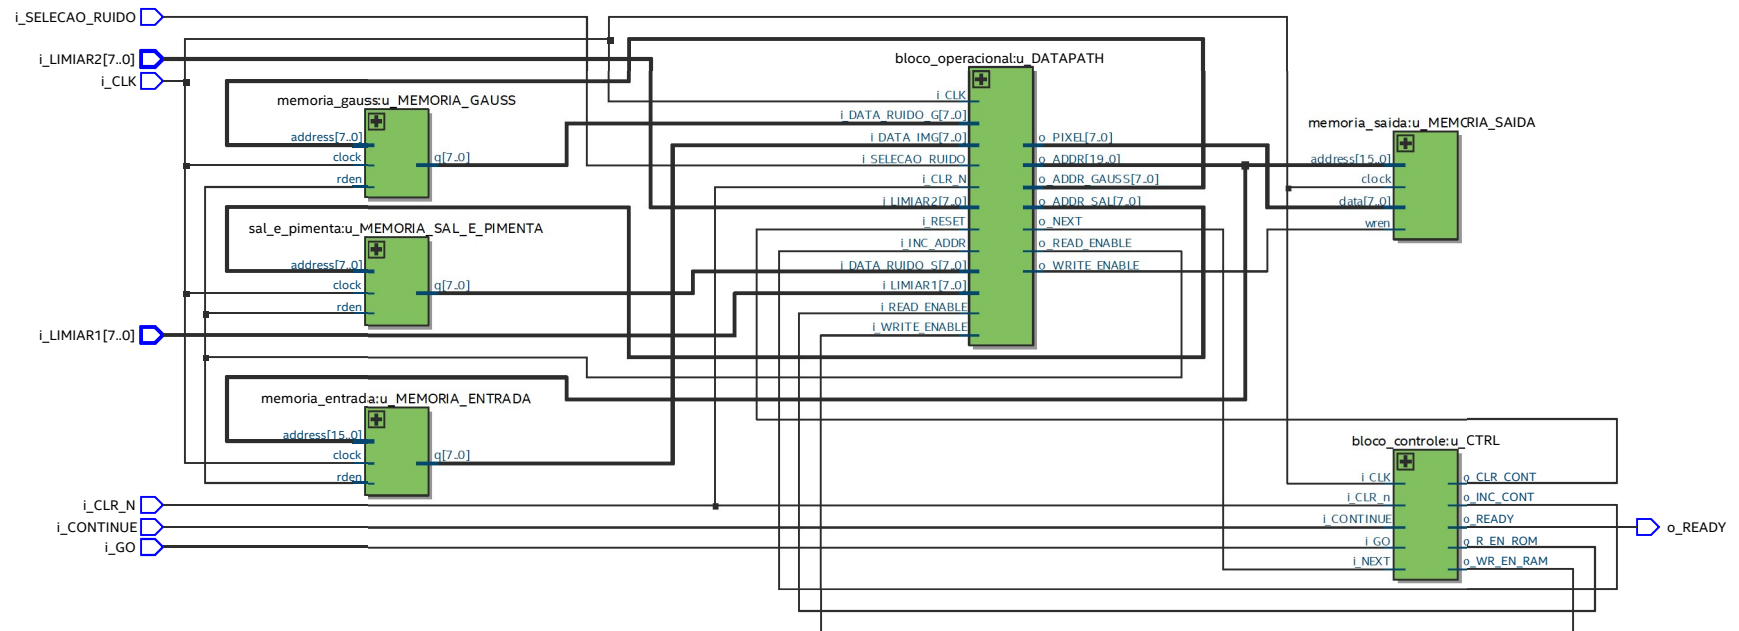 i_SELECAO_RUIDO
i_LIMIAR2[7..0]
i_CLK
memoria_gauss:u_MEMORIA_GAUSS
address[7..0]
clock
rden
q[7..0]
sal_e_pimenta:u_MEMORIA_SAL_E_PIMENTA
address[7..0]
clock
rden
q[7..0]
i_LIMIAR1[7..0]
memoria_entrada:u_MEMORIA_ENTRADA
address[15..0]
clock
rden
q[7..0]
i_CLR_N
i_CONTINUE
i_GO
bloco_operacional:u_DATAPATH
i_CLK
i_DATA_RUIDO_G[7..0]
i_DATA_IMG[7..0]
i_SELECAO_RUIDO
i_CLR_N
i_LIMIAR2[7..0]
i_RESET
i_INC_ADDR
i_DATA_RUIDO_S[7..0]
i_LIMIAR1[7..0]
i_READ_ENABLE
i_WRITE_ENABLE
o_PIXEL[7..0]
o_ADDR[19..0]
o_ADDR_GAUSS[7..0]
o_ADDR_SAL[7..0]
o_NEXT
o_READ_ENABLE
o_WRITE_ENABLE
memoria_saida:u_MEMORIA_SAIDA
address[15..0]
clock
data[7..0]
wren
bloco_controle:u_CTRL
i_CLK
i_CLR_n
i_CONTINUE
i_GO
i_NEXT
o_CLR_CONT
o_INC_CONT
o_READY
o_R_EN_ROM
o_WR_EN_RAM
o_READY